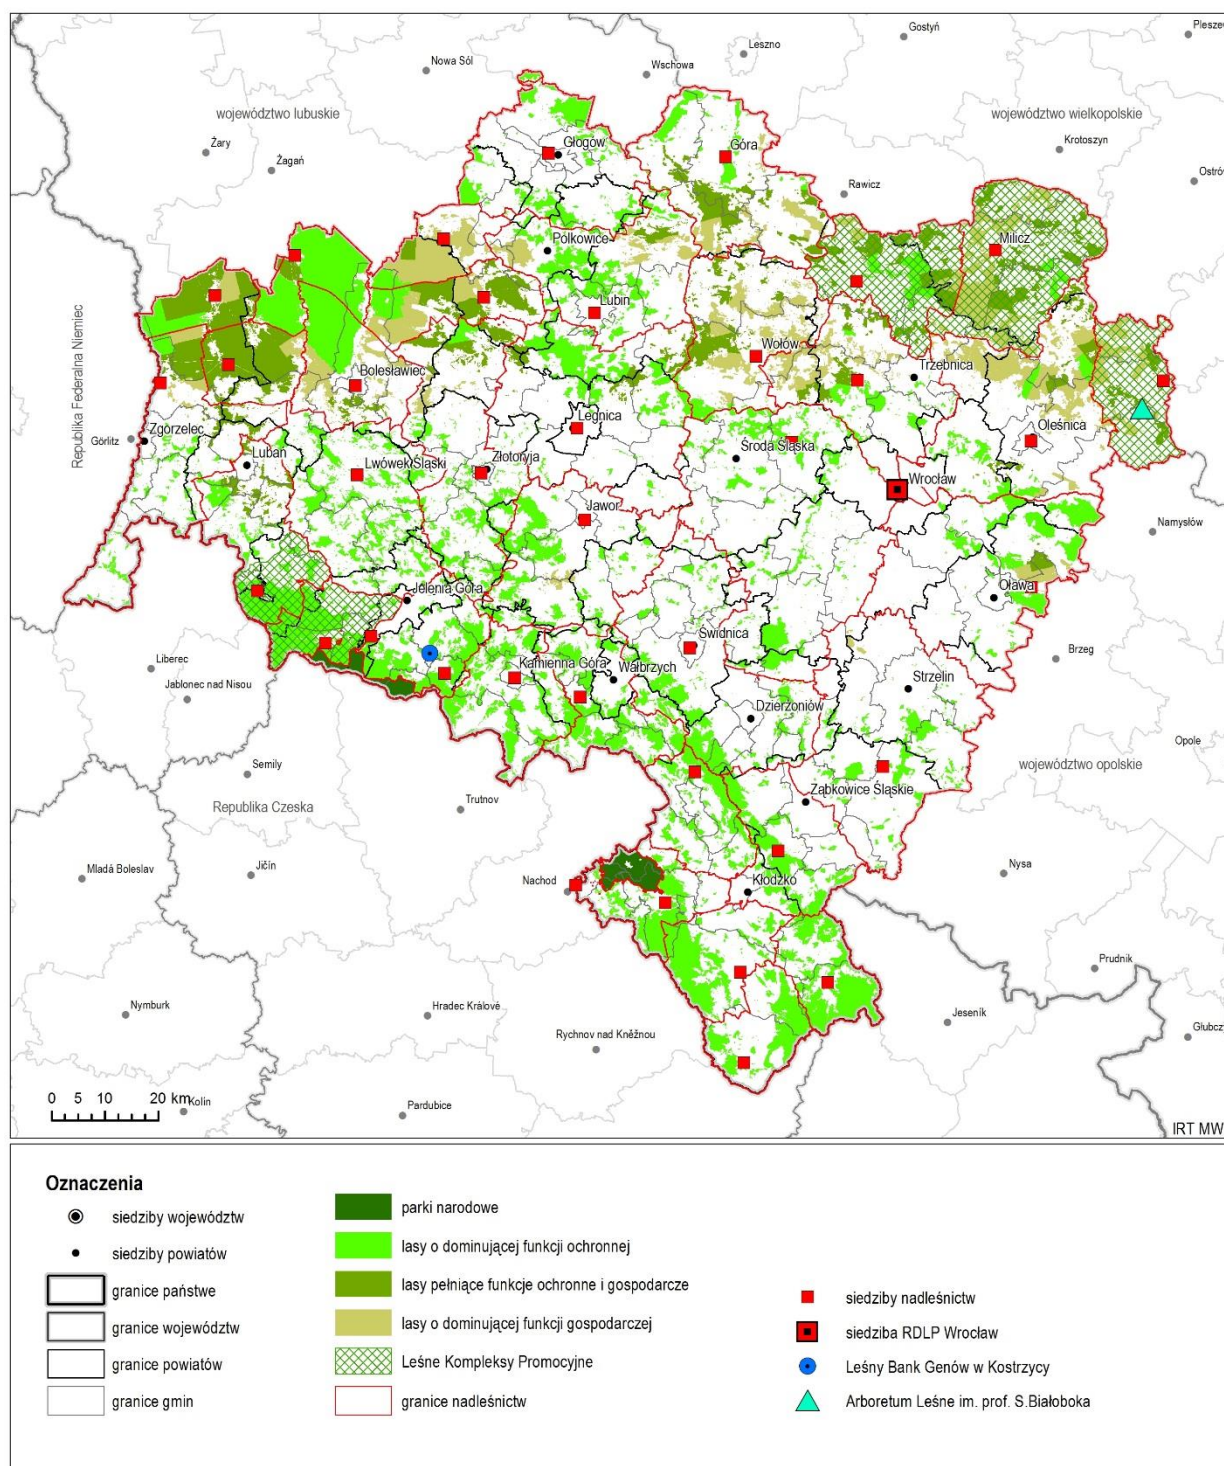 Gostyń
Pleszew
Leszno
Nowa Sól
Wschowa
województwo lubuskie
województwo wielkopolskie
Żary
Żagań
Krotoszyn
Głogów
Góra
Rawicz
Milicz
Polkowice
Lubin
Wołów
Bolesławiec
Trzebnica
Republika Federalna Niemiec
Görlitz
Zgorzelec
Legnica
Oleśnica
Lubań
Lwówek Śląski
Złotoryja
Środa Śląska
Wrocław
Jawor
Namysłów
Jelenia Góra
Oława
Świdnica
Brzeg
Liberec
Kamienna Góra
Wałbrzych
Jablonec nad Nisou
Strzelin
Dzierżoniów
Opole
Semily
województwo opolskie
Ząbkowice Śląskie
Republika Czeska
Trutnov
Mladá Boleslav
Jičín
Nachod
Kłodzko
Nysa
Prudnik
Nymburk
Hradec Králové
Jeseník
Rychnov nad Kněžnou
0 5 10 20 km
Kolin
Pardubice
IRT MW
Oznaczenia
siedziby województw
siedziby powiatów
granice państwe
granice województw
granice powiatów
granice gmin
parki narodowe
lasy o dominującej funkcji ochronnej
lasy pełniące funkcje ochronne i gospodarcze
lasy o dominującej funkcji gospodarczej
Leśne Kompleksy Promocyjne
granice nadleśnictw
siedziby nadleśnictw
siedziba RDLP Wrocław
Leśny Bank Genów w Kostrzycy
Arboretum Leśne im. prof. S.Białoboka